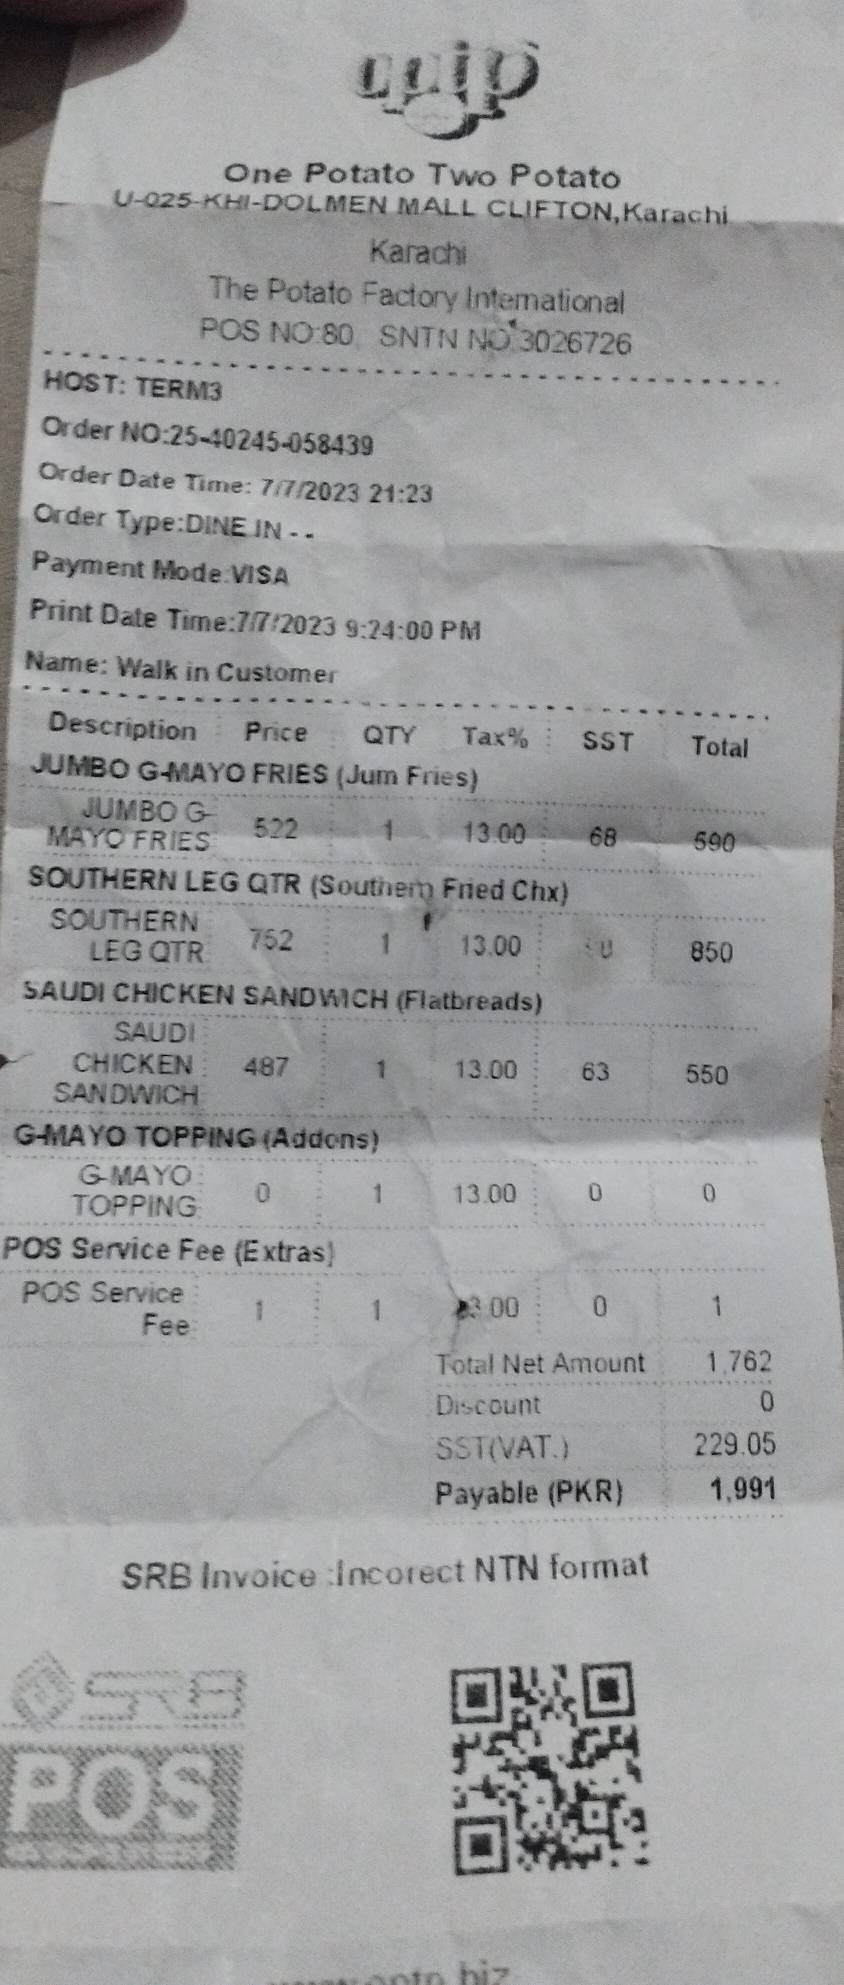 One Potato Two Potato
U-025-KHI-DOLMEN MALL CLIFTON,Karachi
Karachi
The Potato Factory International
POS NO:80, SNTN NO:3026726
HOST: TERM3
Order NO:25-40245-058439
Order Date Time: 7/7/2023 21:23
Order Type:DINE IN - -
Payment Mode:VISA
Print Date Time:7/7/2023 9:24:00 PM
Name: Walk in Customer
Description Price QTY Tax% SST Total
JUMBO G-MAYO FRIES (Jum Fries)
JUMBO G-
MAYO FRIES 522 1 13.00 68 590
SOUTHERN LEG QTR (Southern Fried Chx)
SOUTHERN
LEG QTR 752 1 13.00 850
SAUDI CHICKEN SANDWICH (Flatbreads)
SAUDI
CHICKEN 487 1 13.00 63 550
SANDWICH
G-MAYO TOPPING (Addons)
G-MAYO
TOPPING 0 1 13.00 0 0
POS Service Fee (Extras)
POS Service
Fee 1 1 3.00 0 1
Total Net Amount 1,762
Discount 0
SST(VAT.) 229.05
Payable (PKR) 1,991
SRB Invoice :Incorect NTN format
SRB
POS